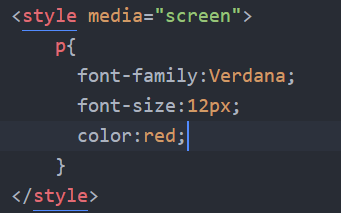 <style media="screen">
p{
font-family:Verdana;
font-size:12px;
color:red;
}
</style>